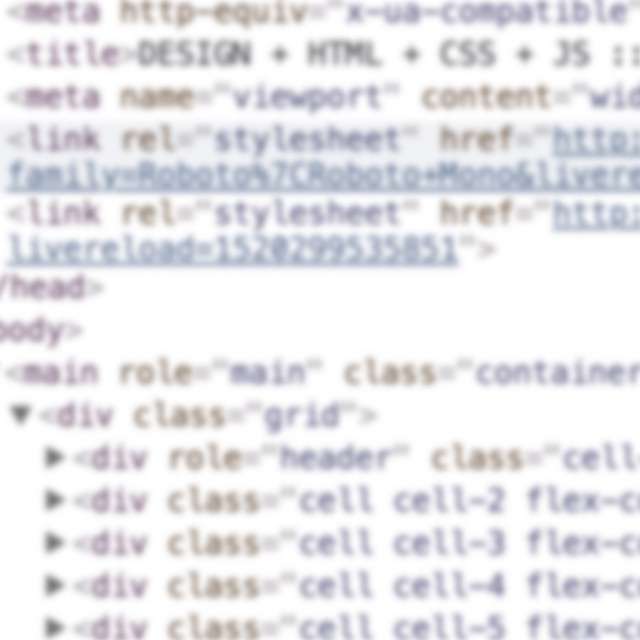 <meta http-equiv="x-ua-compatible"
<title>DESIGN + HTML + CSS + JS ::
<meta name="viewport" content="wid
<link rel="stylesheet" href="http:
family=Roboto%7CRoboto+Mono&livere
<link rel="stylesheet" href="http:
livereload=1520299535851">
/head>
body>
<main role="main" class="container
▼<div class="grid">
▶<div role="header" class="cell
▶<div class="cell cell-2 flex-c
▶<div class="cell cell-3 flex-c
▶<div class="cell cell-4 flex-c
▶<div class="cell cell-5 flex-c